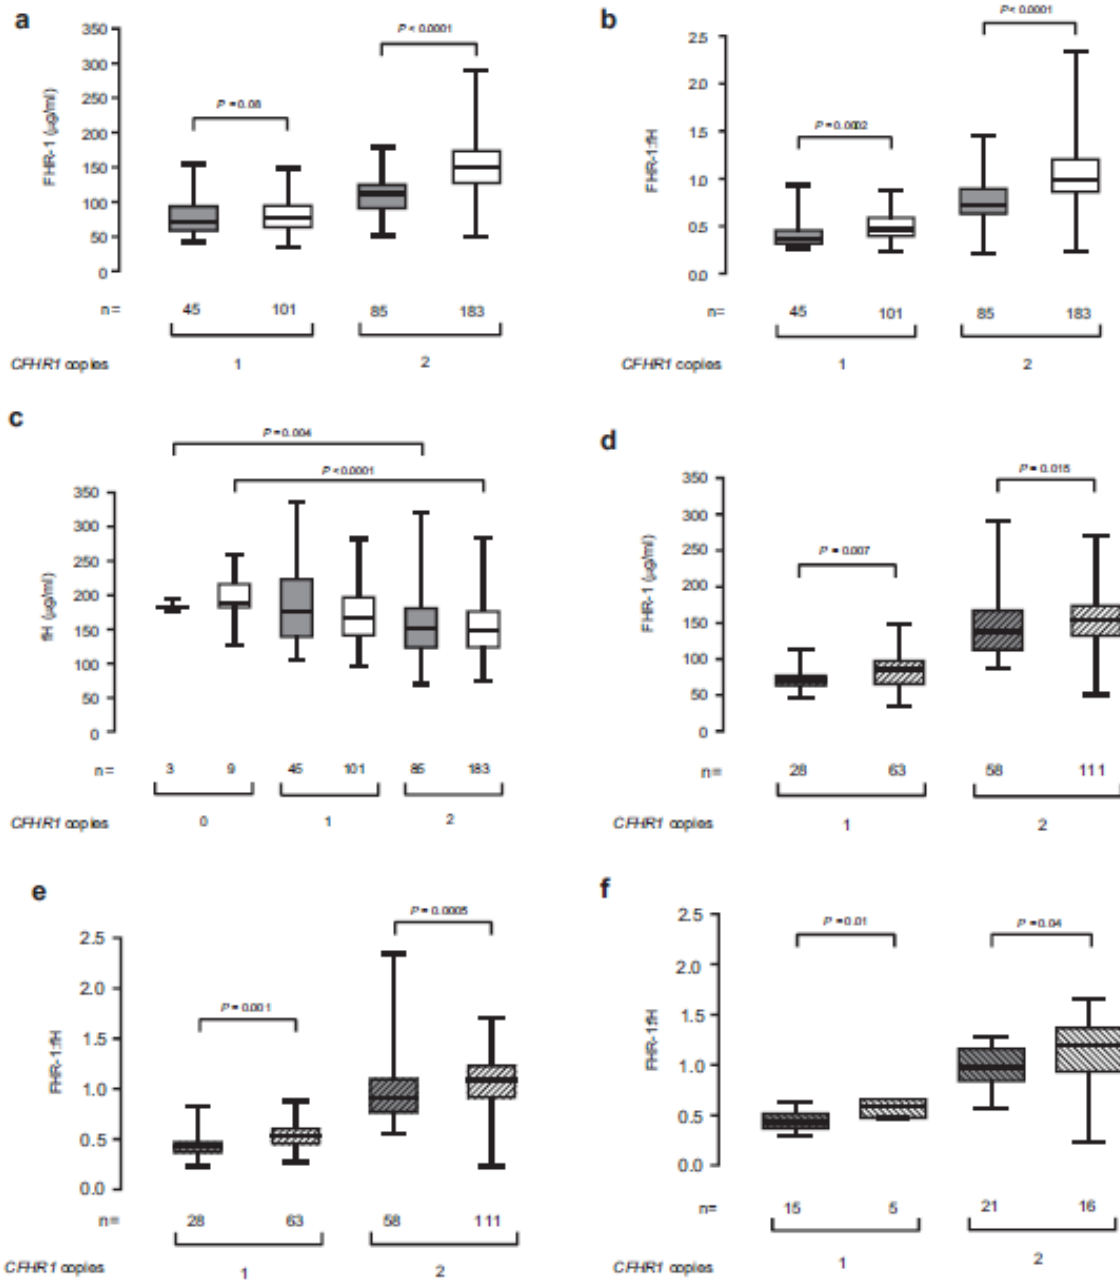 a
P < 0.0001
P = 0.08
FHR-1 (µg/ml)
350
300
250
200
150
100
50
0
n= 45 101 85 183
CFHR1 copies 1 2
b
P < 0.0001
P = 0.0002
FHR-1:fH
2.5
2.0
1.5
1.0
0.5
0.0
45 101 85 183
n=
CFHR1 copies 1 2
c
P = 0.004
P < 0.0001
fH (µg/ml)
350
300
250
200
150
100
50
0
n= 3 9 45 101 85 183
CFHR1 copies 0 1 2
d
P = 0.015
P = 0.007
FHR-1 (µg/ml)
350
300
250
200
150
100
50
0
n= 28 63 58 111
CFHR1 copies 1 2
e
P = 0.0005
P = 0.001
FHR-1:fH
2.5
2.0
1.5
1.0
0.5
0.0
n= 28 63 58 111
CFHR1 copies 1 2
f
P = 0.01
P = 0.04
FHR-1:fH
2.5
2.0
1.5
1.0
0.5
0.0
n= 15 5 21 16
CFHR1 copies 1 2